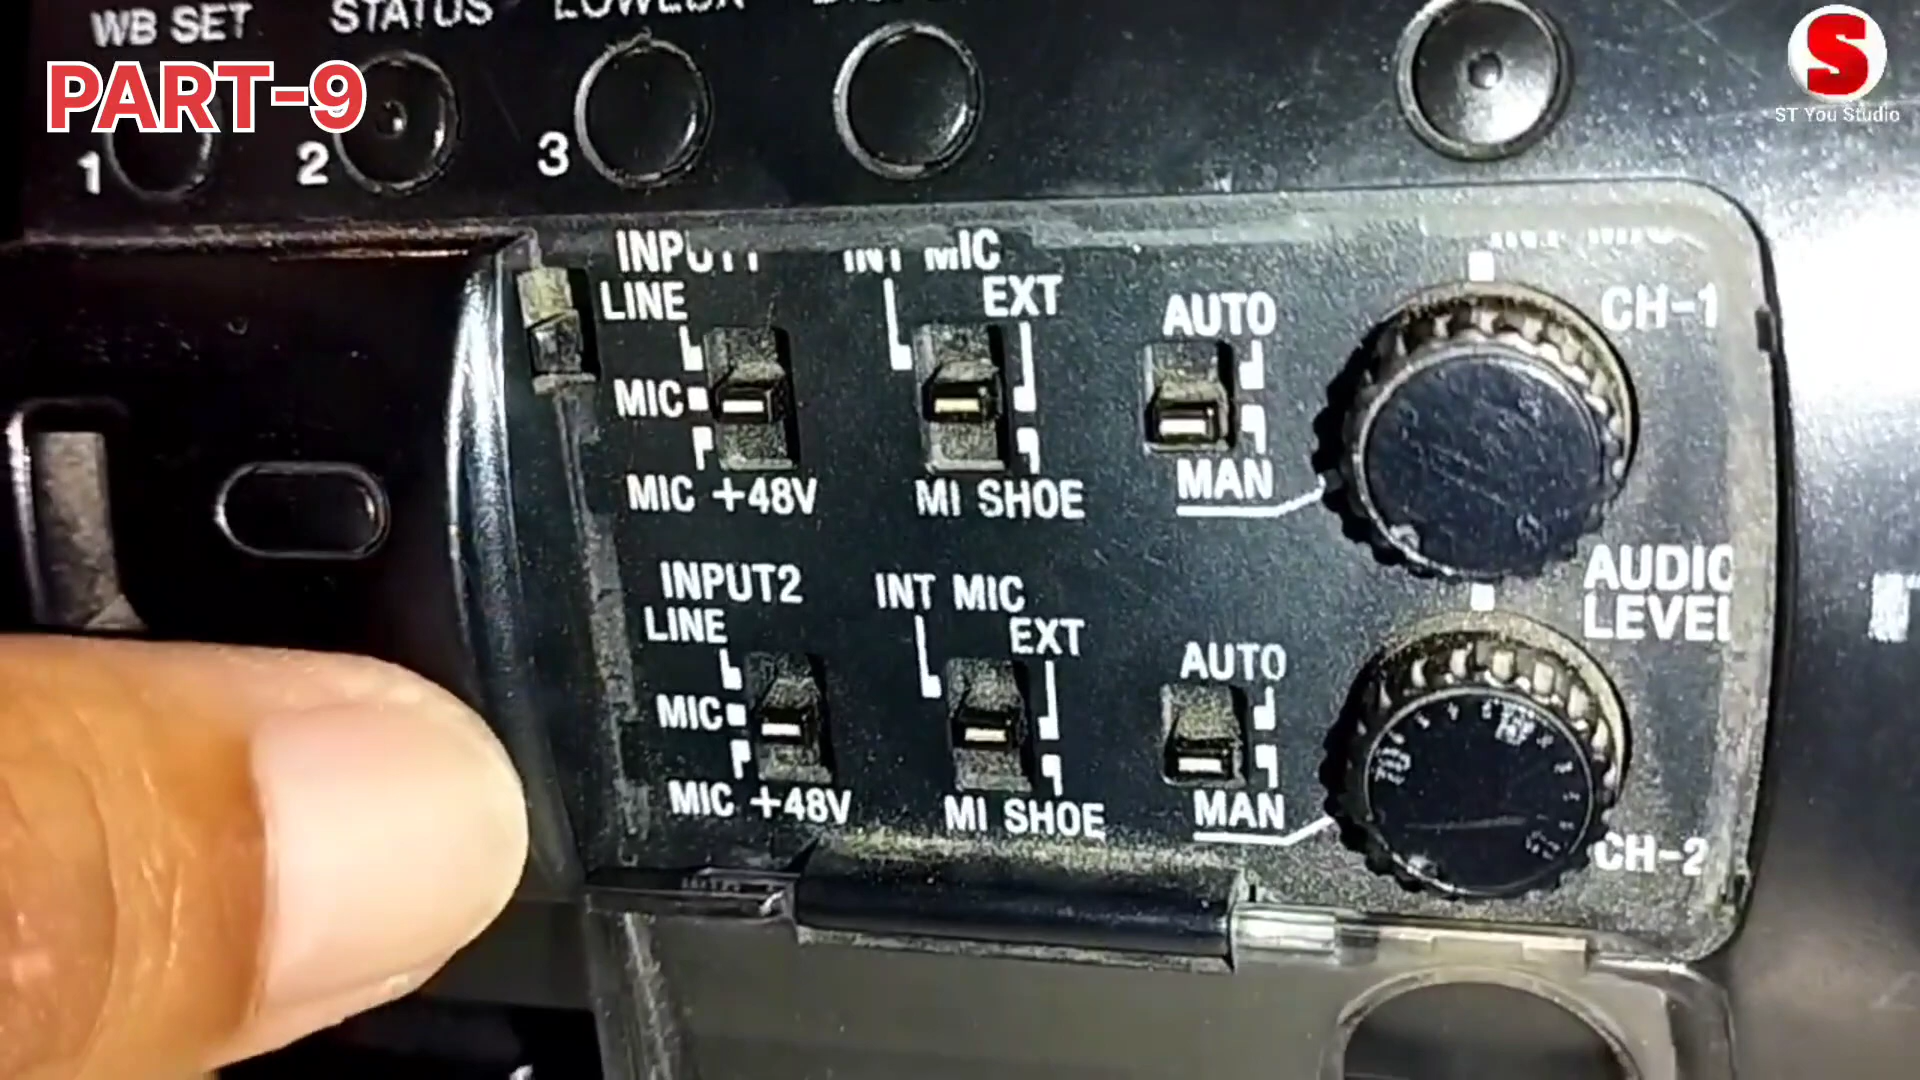 WB SET
STATUS
PART-9
S
ST You Studio
1
2
3
INPUT1
INT MIC
LINE
EXT
AUTO
CH-1
MIC
MIC +48V
MI SHOE
MAN
AUDIO
LEVEL
INPUT2
INT MIC
LINE
EXT
AUTO
MIC
MIC +48V
MI SHOE
MAN
CH-2